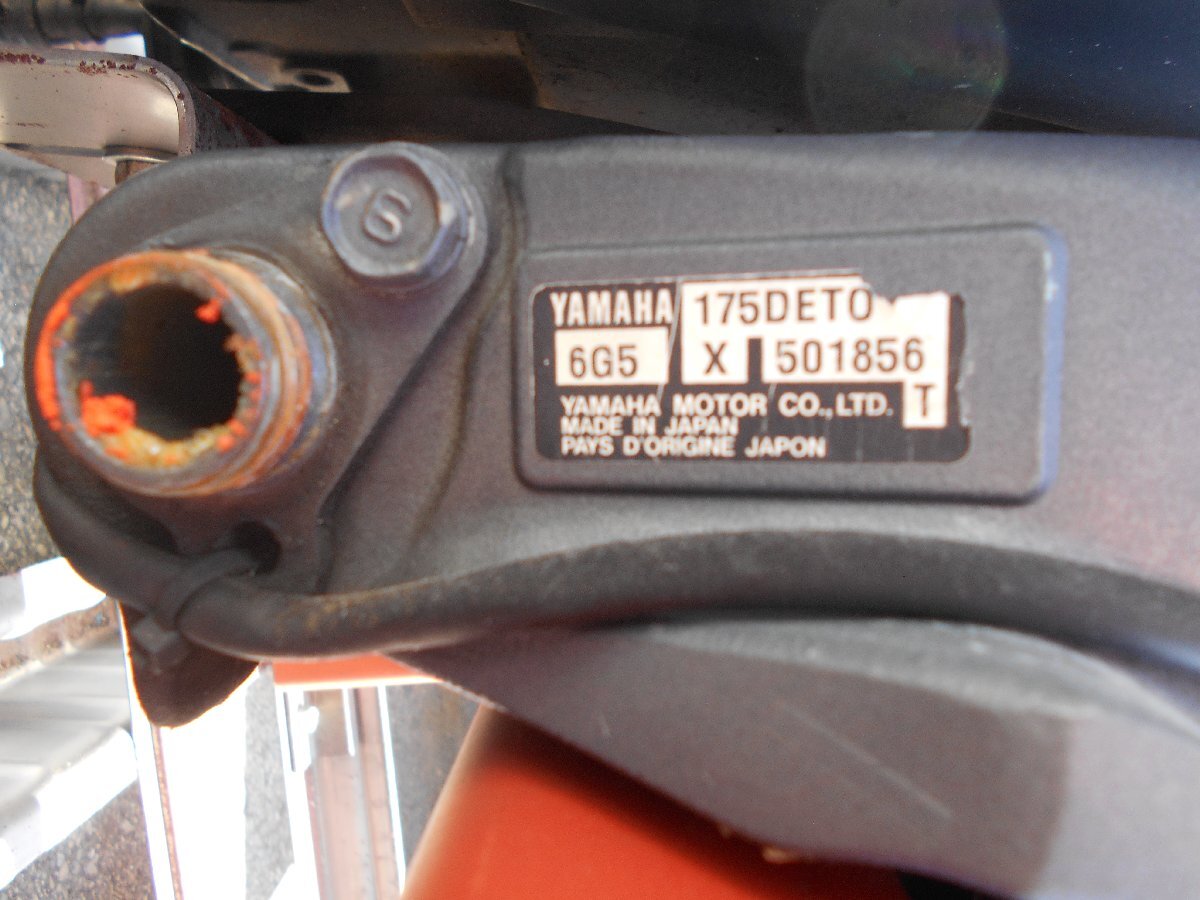 6
YAMAHA 175DETO
6G5 X 501856
YAMAHA MOTOR CO., LTD. T
MADE IN JAPAN
PAYS D'ORIGINE JAPON